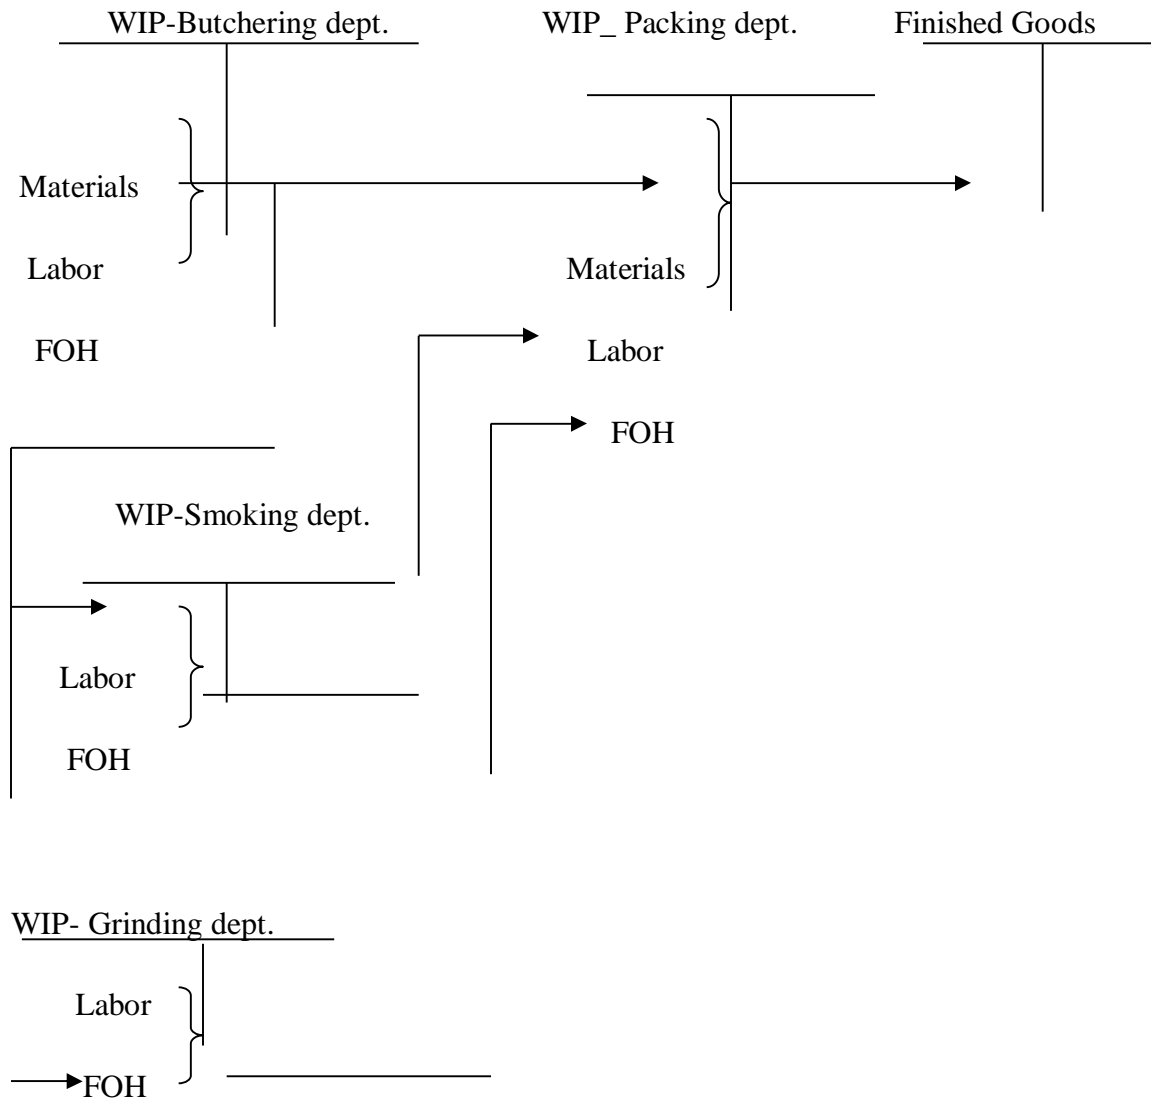 WIP-Butchering dept. WIP_ Packing dept. Finished Goods
Materials
Labor Materials
FOH Labor
FOH
WIP-Smoking dept.
Labor
FOH
WIP- Grinding dept.
Labor
FOH